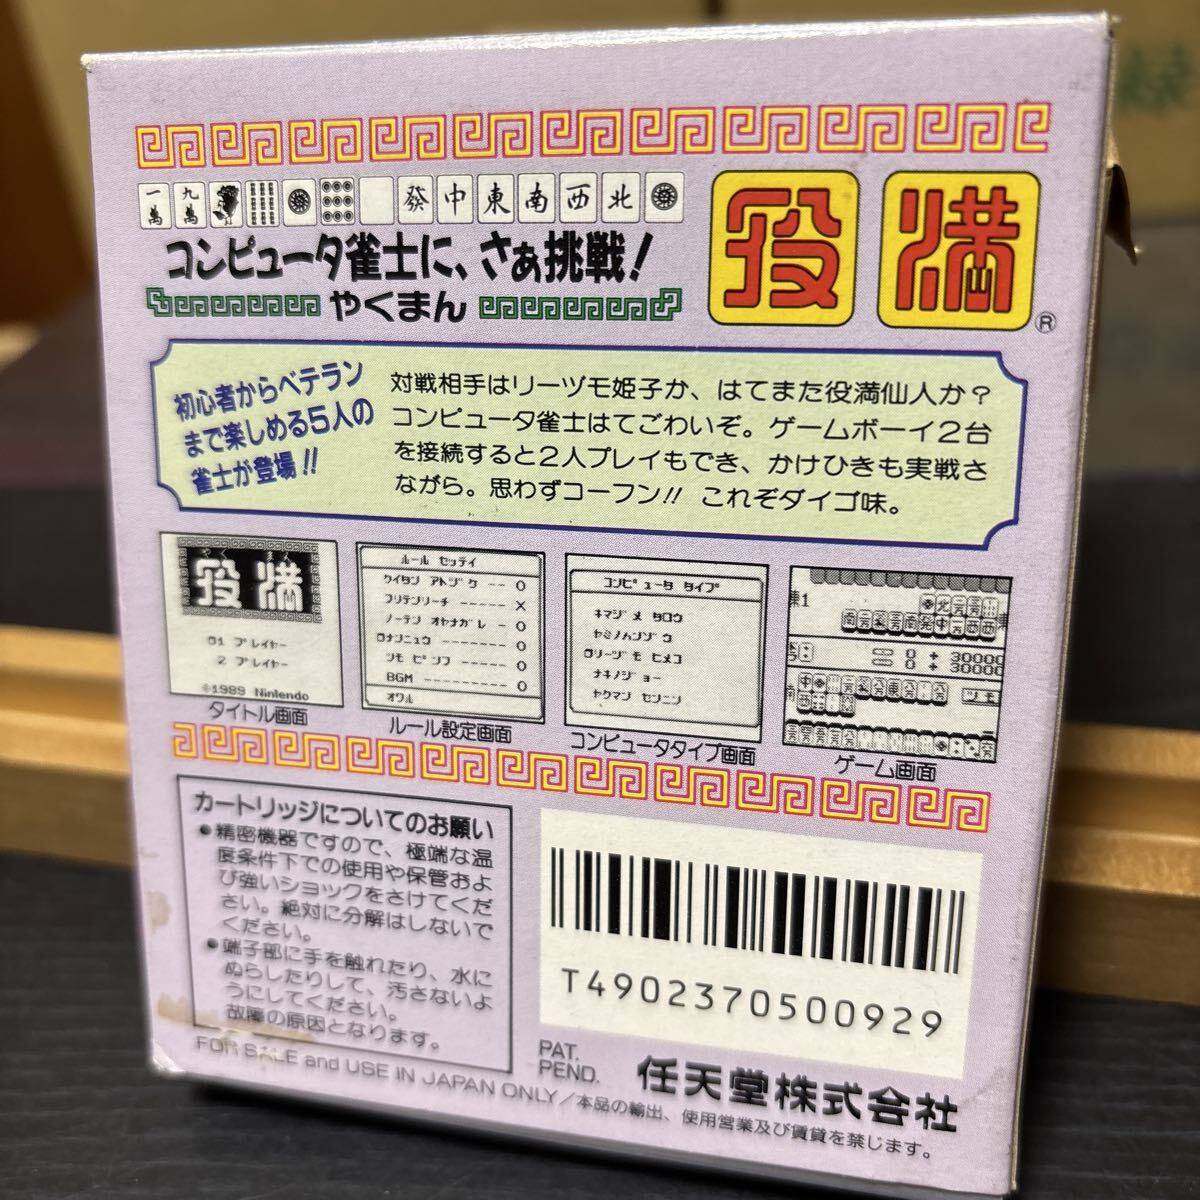 一萬 九萬 發 中 東 南 西 北
役満®
コンピュータ雀士に、さぁ挑戦!
やくまん
初心者からベテラン
まで楽しめる5人の
雀士が登場!!
対戦相手はリーヅモ姫子か、はてまた役満仙人か?
コンピュータ雀士はてごわいぞ。ゲームボーイ2台
を接続すると2人プレイもでき、かけひきも実戦さ
ながら。思わずコーフン!! これぞダイゴ味。
やくまん
役満
1 プレイヤー
2 プレイヤー
©1989 Nintendo
タイトル画面
ルール セッテイ
クイタン アトヅケ -- O
フリテンリーチ ----- X
ノーテン オヤナガレ - O
ロナンニュウ ------ O
ツモ ピンフ ------ O
BGM -------- O
オワル
ルール設定画面
コンピュータ タイプ
キマジメ タロウ
ヤミノムンゾウ
リーヅモ ヒメコ
ナキノジョー
ヤクマン センニン
コンピュータタイプ画面
東1
0 + 30000
0 + 30000
ツモ
ゲーム画面
カートリッジについてのお願い
●精密機器ですので、極端な温
度条件下での使用や保管およ
び強いショックをさけてくだ
さい。絶対に分解はしないで
ください。
●端子部に手を触れたり、水に
ぬらしたりして、汚さないよ
うにしてください。
故障の原因となります。
T4902370500929
PAT.
PEND.
任天堂株式会社
FOR SALE and USE IN JAPAN ONLY/本品の輸出、使用営業及び賃貸を禁じます。